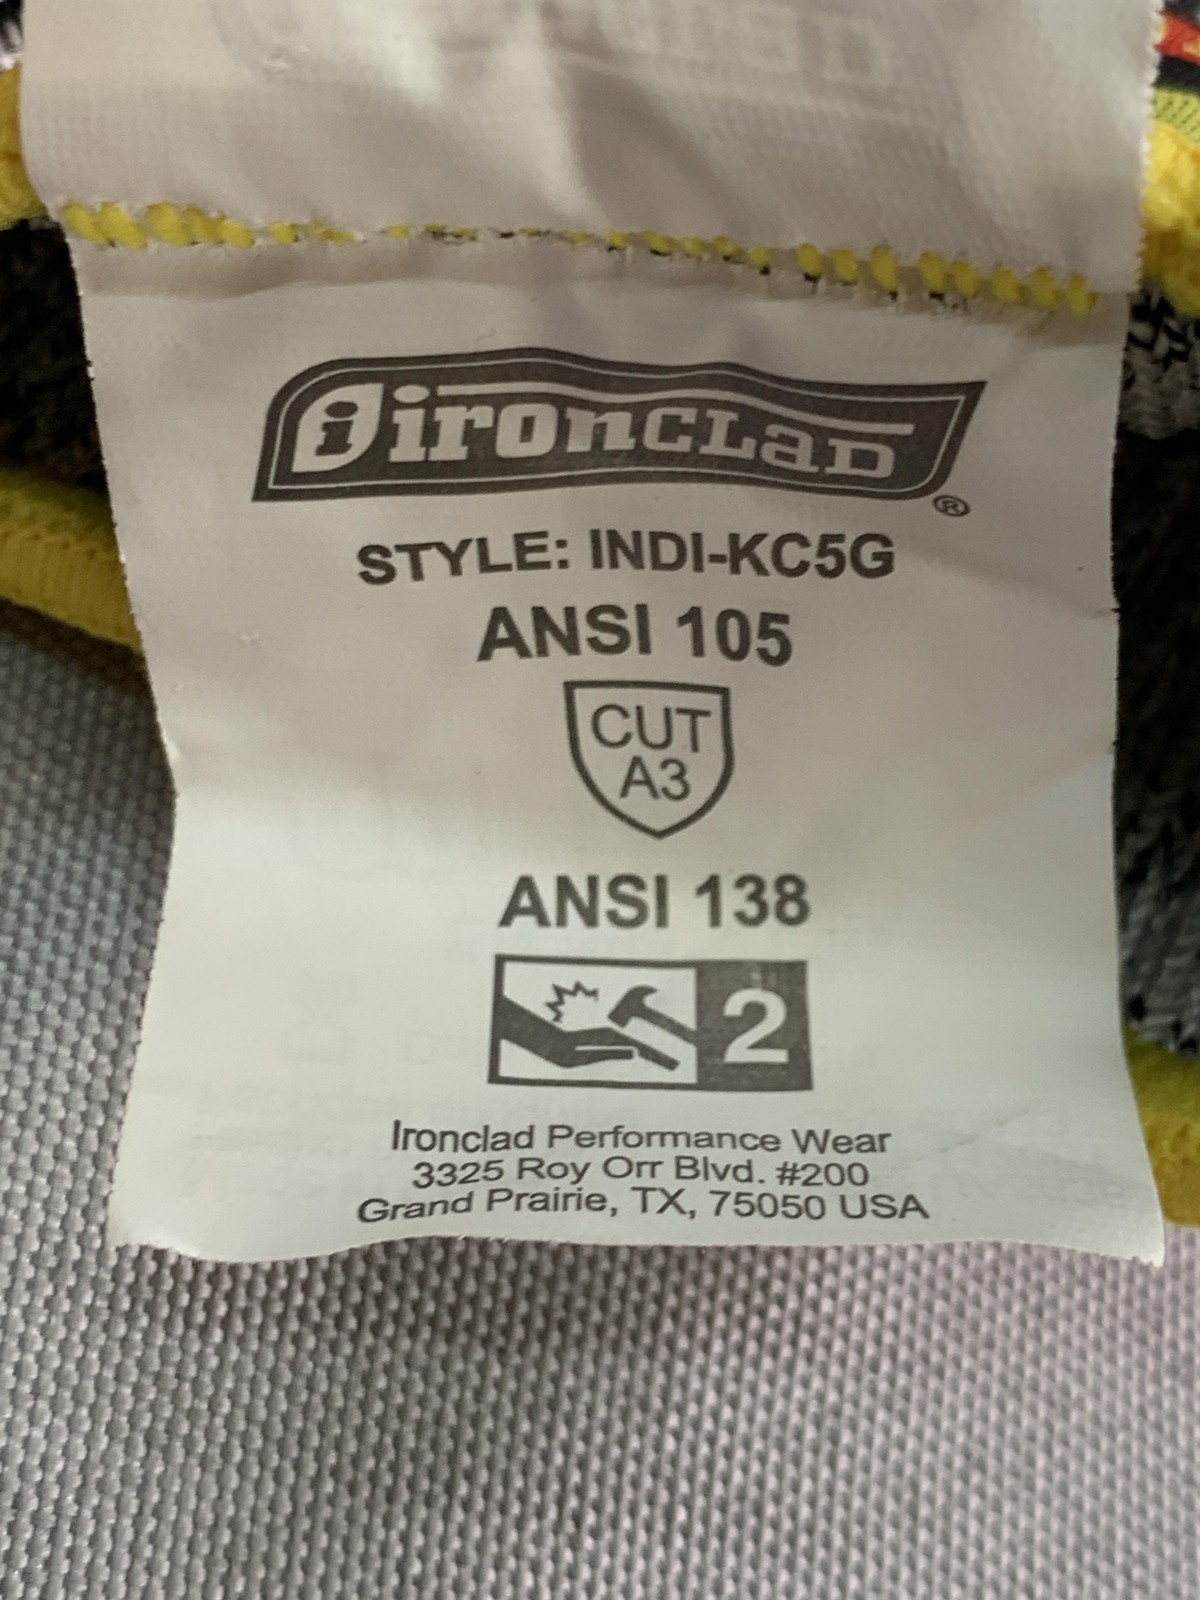 ironclad
®
STYLE: INDI-KC5G
ANSI 105
CUT
A3
ANSI 138
2
Ironclad Performance Wear
3325 Roy Orr Blvd. #200
Grand Prairie, TX, 75050 USA